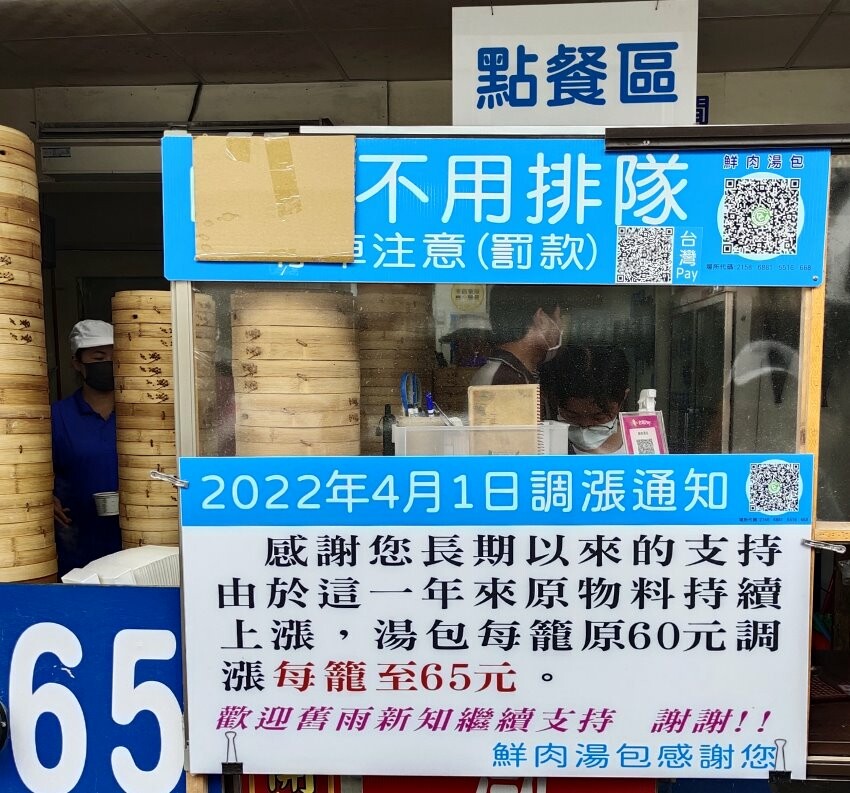 點餐區
不用排隊
鮮肉湯包
車注意(罰款)
台灣
Pay
2022年4月1日調漲通知
感謝您長期以來的支持
由於這一年來原物料持續
上漲，湯包每籠原60元調
漲每籠至65元。
歡迎舊雨新知繼續支持 謝謝!!
鮮肉湯包感謝您
65